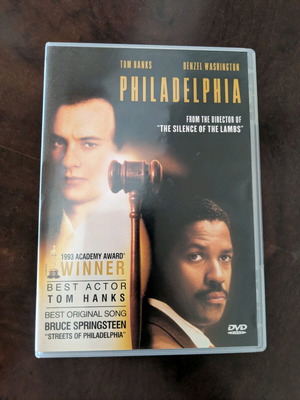 TOM HANKS DENZEL WASHINGTON
PHILADELPHIA
FROM THE DIRECTOR OF
"THE SILENCE OF THE LAMBS"
1993 ACADEMY AWARD®
WINNER
BEST ACTOR
TOM HANKS
BEST ORIGINAL SONG
BRUCE SPRINGSTEEN
"STREETS OF PHILADELPHIA"
DVD